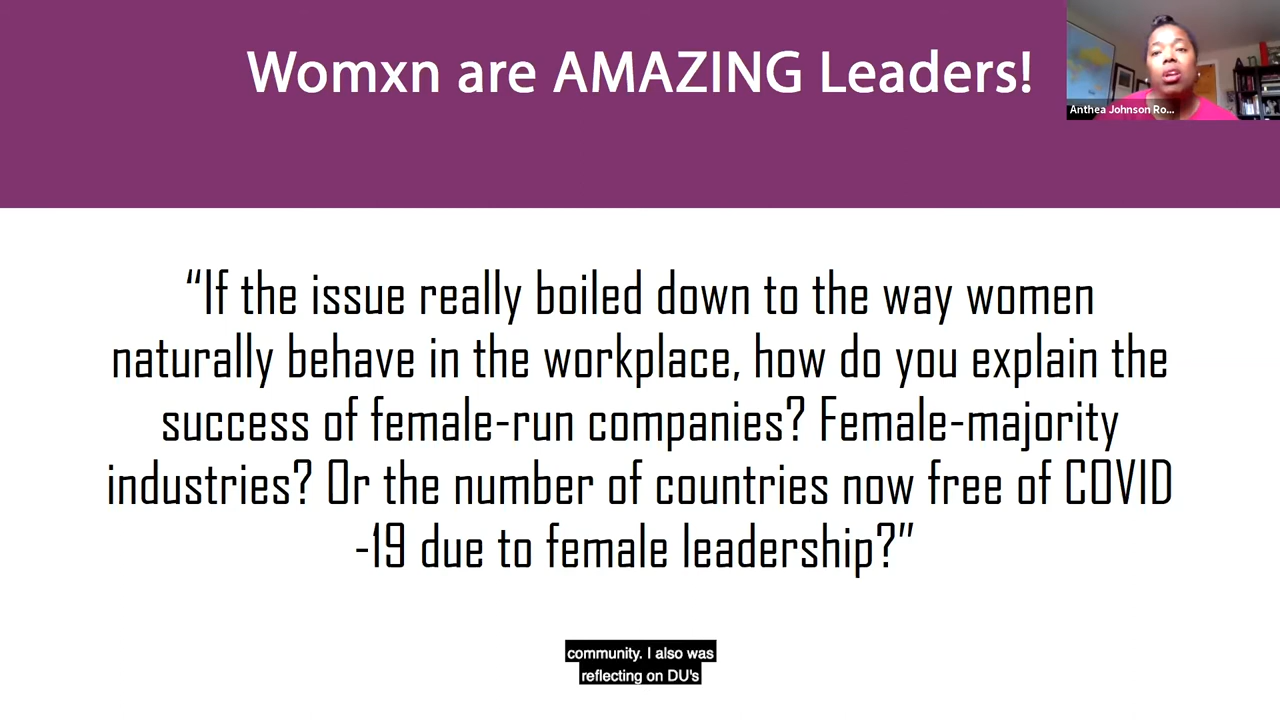 Womxn are AMAZING Leaders!
Anthea Johnson Ro...
“If the issue really boiled down to the way women
naturally behave in the workplace, how do you explain the
success of female-run companies? Female-majority
industries? Or the number of countries now free of COVID
-19 due to female leadership?”
community. I also was
reflecting on DU's